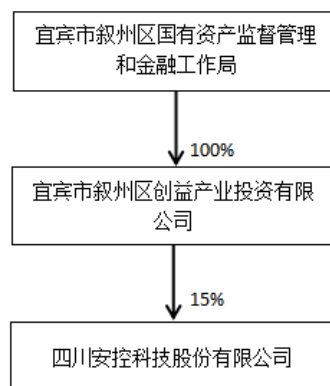 宜宾市叙州区国有资产监督管理
和金融工作局
100%
宜宾市叙州区创益产业投资有限
公司
15%
四川安控科技股份有限公司